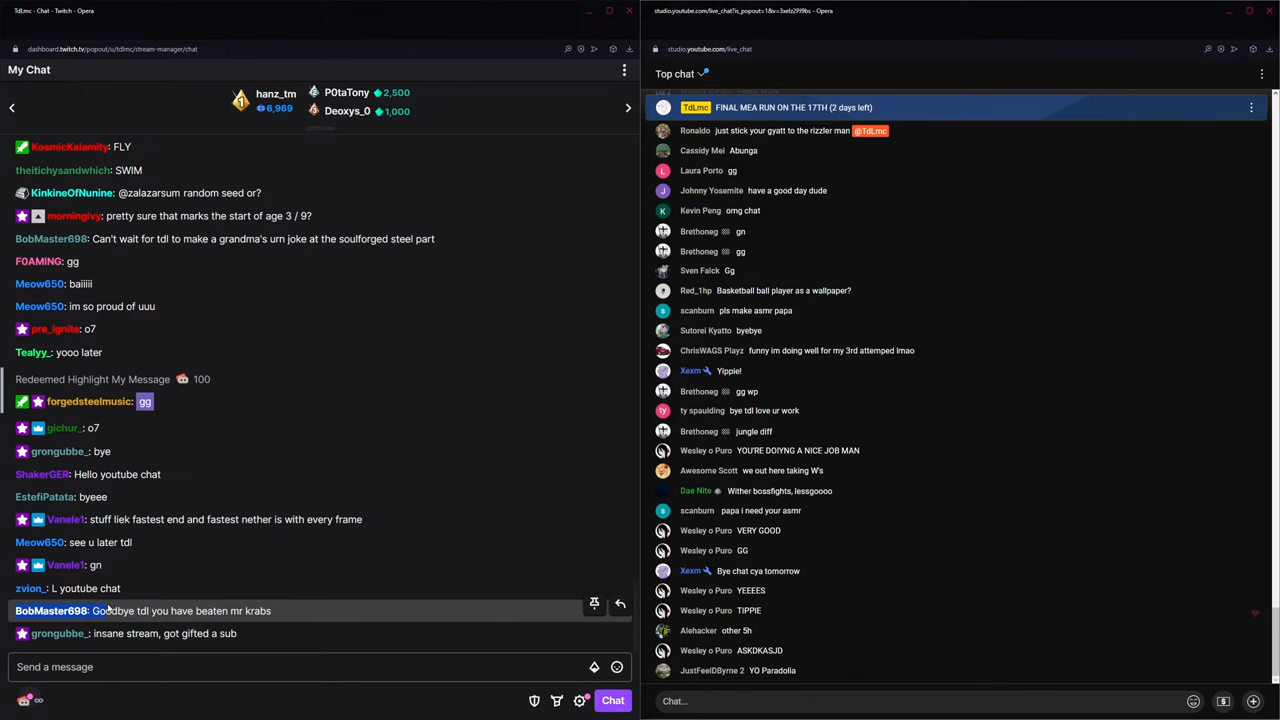 TdLmc - Chat - Twitch - Opera
dashboard.twitch.tv/popout/u/tdlmc/stream-manager/chat
My Chat
1
hanz_tm
6,969
P0taTony 2,500
Deoxys_0 1,000
KosmicKalamity: FLY
theitichysandwhich: SWIM
KinkineOfNunine: @zalazarsum random seed or?
morningivy: pretty sure that marks the start of age 3 / 9?
BobMaster698: Can't wait for tdl to make a grandma's urn joke at the soulforged steel part
F0AMING: gg
Meow650: baiiiii
Meow650: im so proud of uuu
pre_ignite: o7
Tealyy_: yooo later
Redeemed Highlight My Message 100
forgedsteelmusic: gg
gichur_: o7
grongubbe_: bye
ShakerGER: Hello youtube chat
EstefiPatata: byeee
Vanele1: stuff liek fastest end and fastest nether is with every frame
Meow650: see u later tdl
Vanele1: gn
zvion_: L youtube chat
BobMaster698: Goodbye tdl you have beaten mr krabs
grongubbe_: insane stream, got gifted a sub
Send a message
Chat
studio.youtube.com/live_chat?is_popout=1&v=3xelz2PJ9bs - Opera
studio.youtube.com/live_chat
Top chat
TdLmc FINAL MEA RUN ON THE 17TH (2 days left)
Ronaldo just stick your gyatt to the rizzler man @TdLmc
Cassidy Mei Abunga
L Laura Porto gg
J Johnny Yosemite have a good day dude
K Kevin Peng omg chat
Brethoneg gn
Brethoneg gg
Sven Falck Gg
Red_1hp Basketball ball player as a wallpaper?
s scanburn pls make asmr papa
Sutorei Kyatto byebye
ChrisWAGS Playz funny im doing well for my 3rd attemped lmao
Xexm Yippie!
Brethoneg gg wp
ty ty spaulding bye tdl love ur work
Brethoneg jungle diff
Wesley o Puro YOU'RE DOIYNG A NICE JOB MAN
Awesome Scott we out here taking W's
Dae Nite Wither bossfights, lessgoooo
s scanburn papa i need your asmr
Wesley o Puro VERY GOOD
Wesley o Puro GG
Xexm Bye chat cya tomorrow
Wesley o Puro YEEEES
Wesley o Puro TIPPIE
Alehacker other 5h
Wesley o Puro ASKDKASJD
JustFeelDByrne 2 YO Paradolia
Chat...